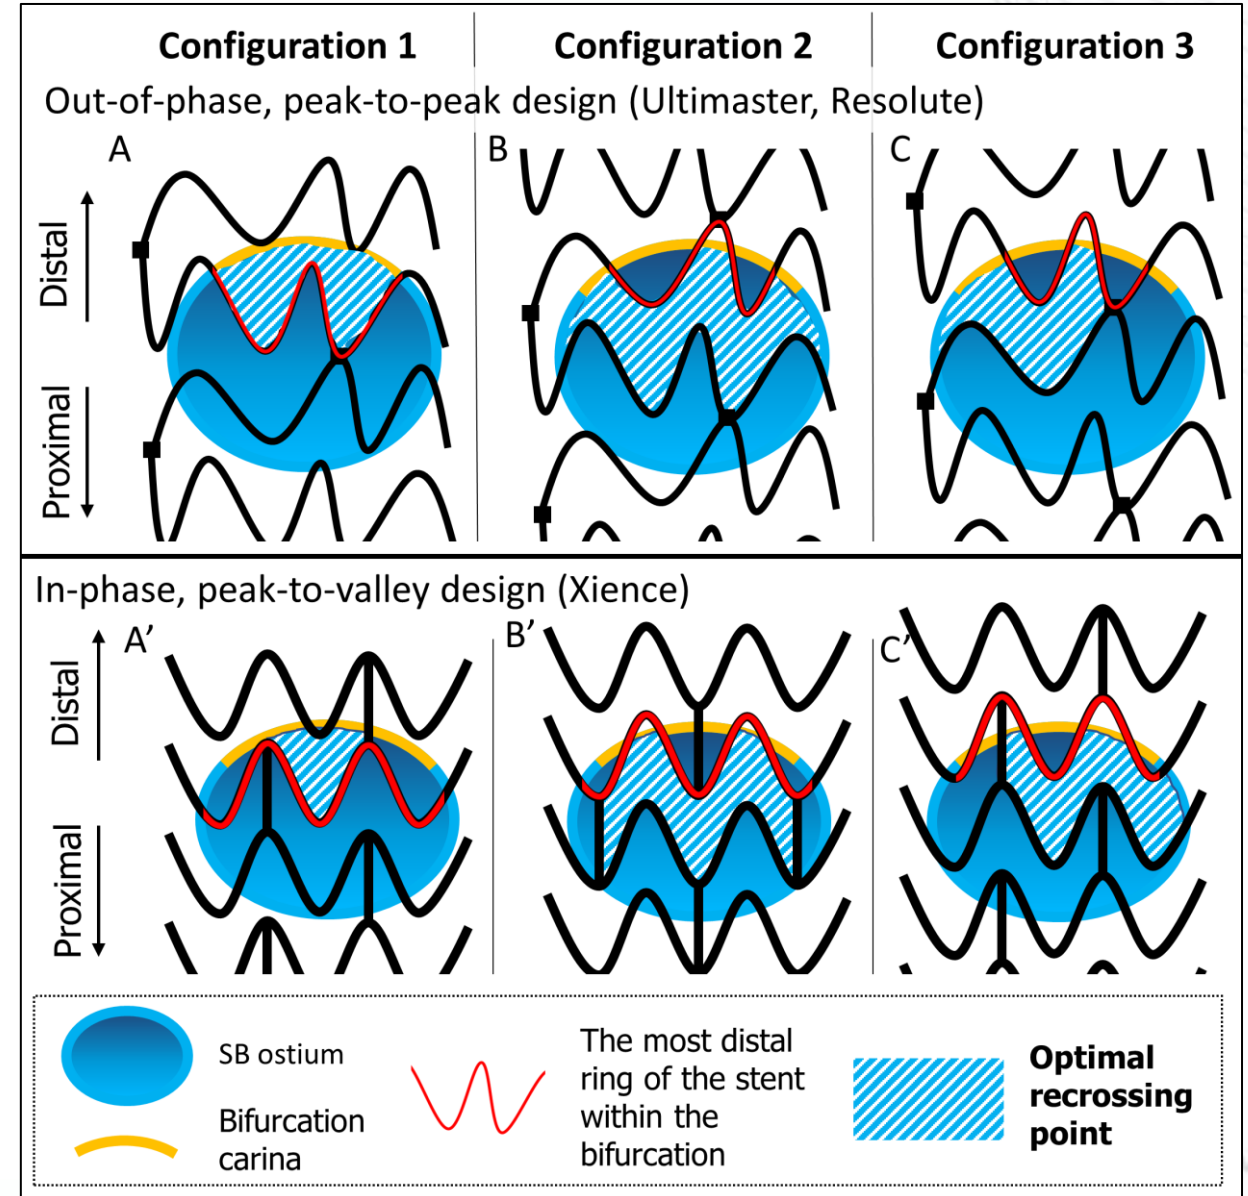 Configuration 1
Configuration 2
Configuration 3
Out-of-phase, peak-to-peak design (Ultimaster, Resolute)
A
B
C
Distal
Proximal
In-phase, peak-to-valley design (Xience)
A’
B’
C’
Distal
Proximal
SB ostium
Bifurcation
carina
The most distal
ring of the stent
within the
bifurcation
Optimal
recrossing
point